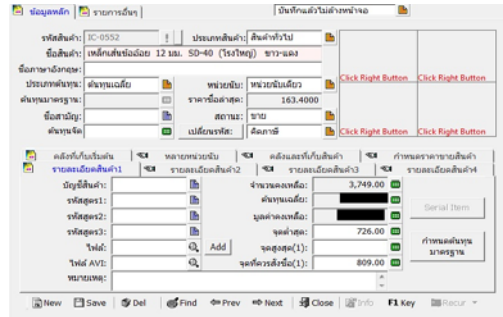 ข้อมูลหลัก รายการอื่นๆ บันทึกแล้วไม่ล้างหน้าจอ
รหัสสินค้า: IC-0552 ! ประเภทสินค้า: สินค้าทั่วไป
ชื่อสินค้า: เหล็กเส้นข้ออ้อย 12 มม. SD-40 (โรงใหญ่) ขาว-แดง
ชื่อภาษาอังกฤษ:
ประเภทต้นทุน: ต้นทุนเฉลี่ย หน่วยนับ: หน่วยนับเดียว Click Right Button Click Right Button
ต้นทุนมาตรฐาน: ราคาซื้อล่าสุด: 163.4000
ชื่อสามัญ: สถานะ: ขาย
ต้นทุนจัด เปลี่ยนรหัส: คิดภาษี Click Right Button Click Right Button
คลังที่เก็บเริ่มต้น หลายหน่วยนับ คลังและที่เก็บสินค้า กำหนดราคาขายสินค้า
รายละเอียดสินค้า1 รายละเอียดสินค้า2 รายละเอียดสินค้า3 รายละเอียดสินค้า4
บัญชีสินค้า: จำนวนคงเหลือ: 3,749.00
รหัสสูตร1: ต้นทุนเฉลี่ย:
รหัสสูตร2: มูลค่าคงเหลือ: Serial Item
รหัสสูตร3: จุดต่ำสุด: 726.00
ไฟล์: Add จุดสูงสุด(1): กำหนดต้นทุน
มาตรฐาน
ไฟล์ AVI: จุดที่ควรสั่งซื้อ(1): 809.00
หมายเหตุ:
New Save Del Find Prev Next Close Info F1 Key Recur